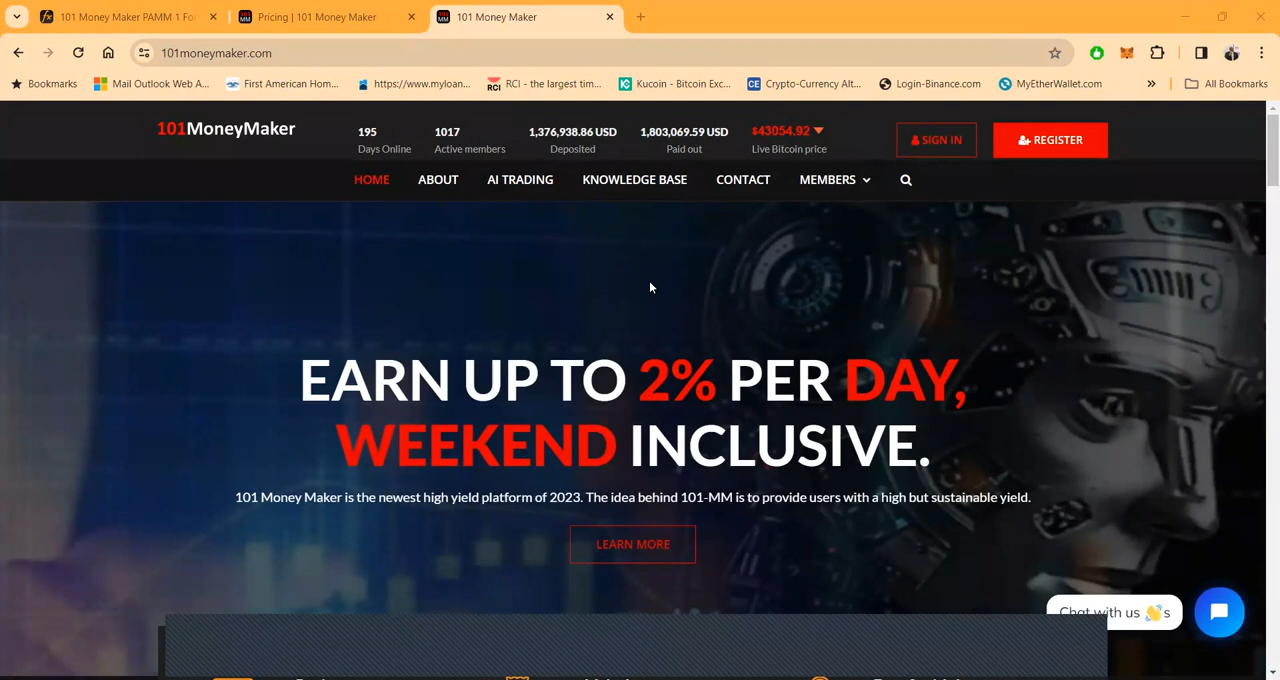 101 Money Maker PAMM 1 Fo
Pricing | 101 Money Maker
101 Money Maker
101moneymaker.com
Bookmarks
Mail Outlook Web A...
First American Hom...
https://www.myloan...
RCI - the largest tim...
Kucoin - Bitcoin Exc...
Crypto-Currency Alt...
Login-Binance.com
MyEtherWallet.com
All Bookmarks
101MoneyMaker
195
Days Online
1017
Active members
1,376,938.86 USD
Deposited
1,803,069.59 USD
Paid out
$43054.92
Live Bitcoin price
SIGN IN
REGISTER
HOME
ABOUT
AI TRADING
KNOWLEDGE BASE
CONTACT
MEMBERS
EARN UP TO 2% PER DAY,
WEEKEND INCLUSIVE.
101 Money Maker is the newest high yield platform of 2023. The idea behind 101-MM is to provide users with a high but sustainable yield.
LEARN MORE
Chat with us 👋s